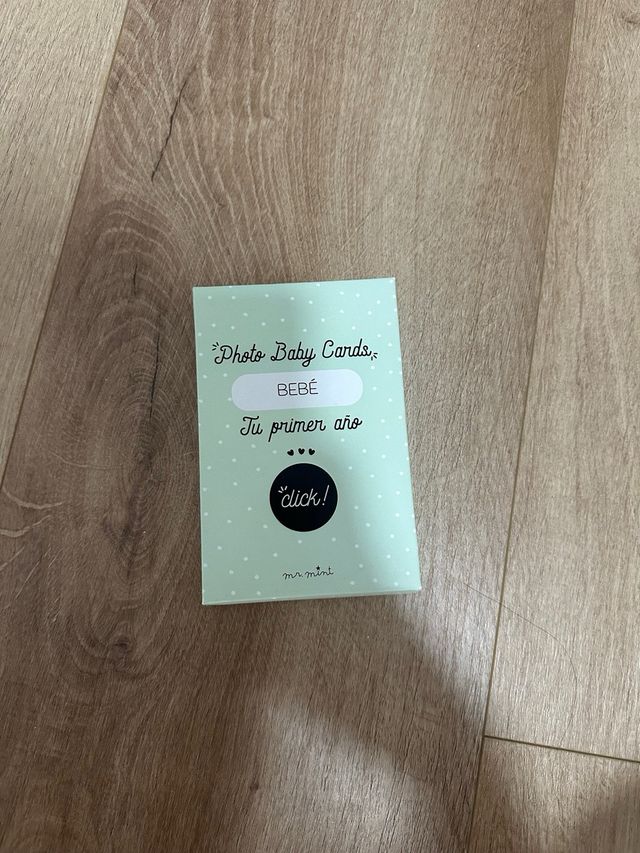 Photo Baby Cards
BEBÉ
Tu primer año
click!
mr. mint